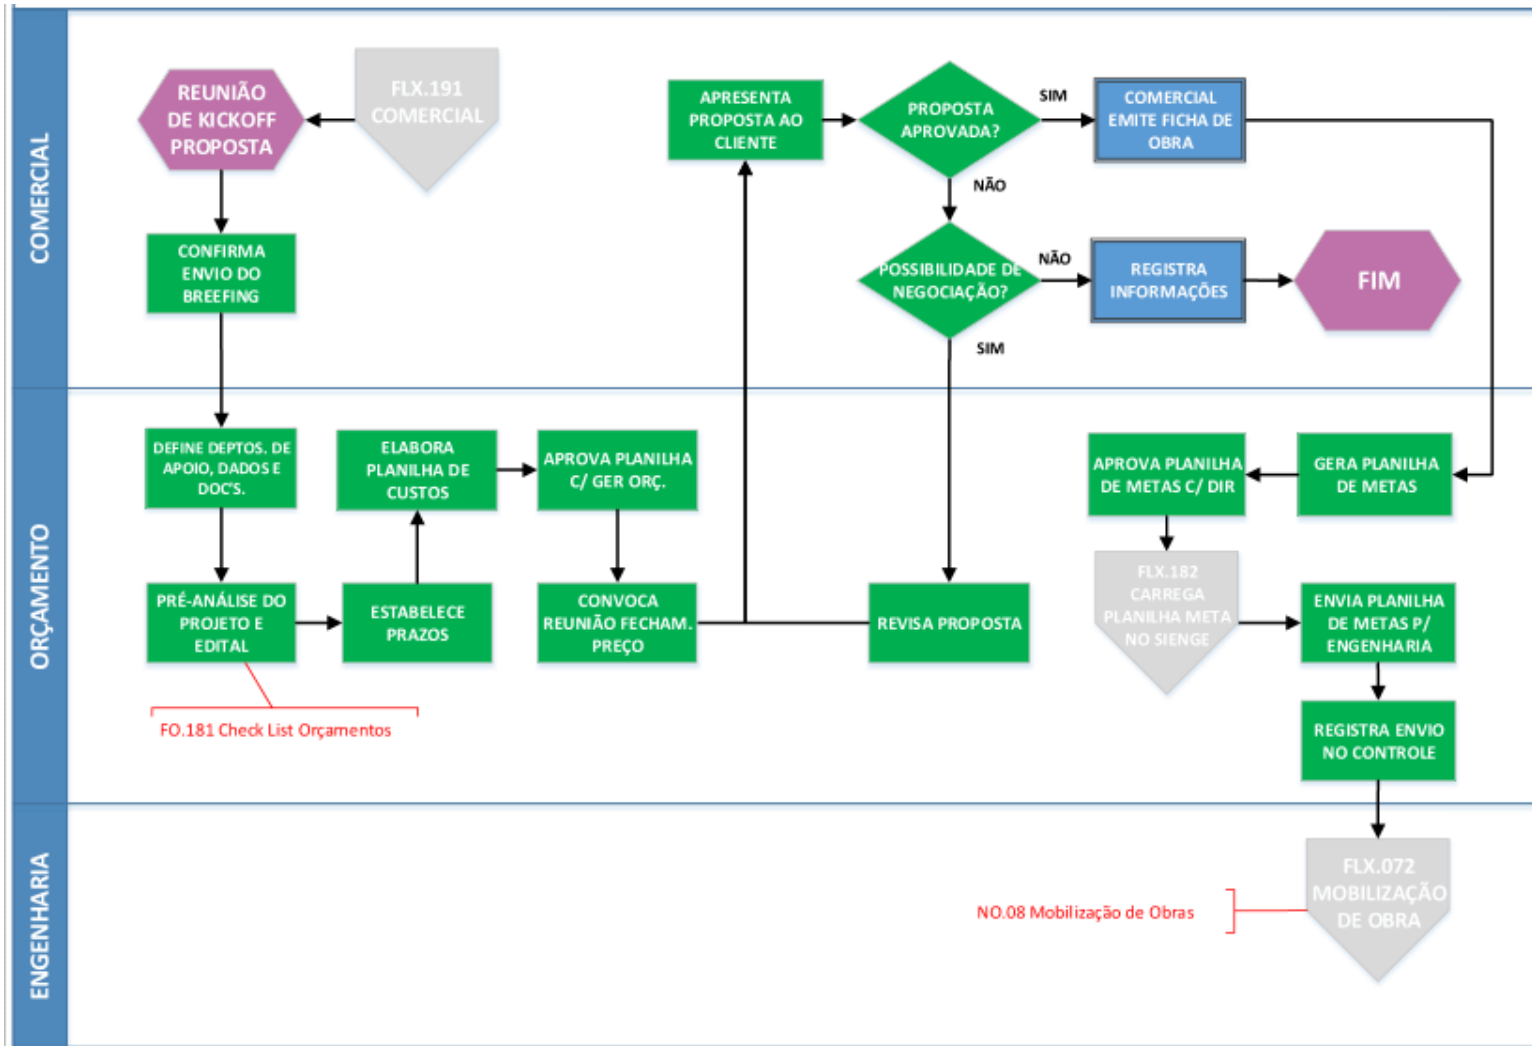 COMERCIAL
REUNIÃO
DE KICKOFF
PROPOSTA
FLX.191
COMERCIAL
CONFIRMA
ENVIO DO
BREEFING
APRESENTA
PROPOSTA AO
CLIENTE
PROPOSTA
APROVADA?
SIM
COMERCIAL
EMITE FICHA DE
OBRA
NÃO
POSSIBILIDADE DE
NEGOCIAÇÃO?
NÃO
REGISTRA
INFORMAÇÕES
FIM
SIM
ORÇAMENTO
DEFINE DEPTOS. DE
APOIO, DADOS E
DOC'S.
ELABORA
PLANILHA DE
CUSTOS
APROVA PLANILHA
C/ GER ORÇ.
APROVA PLANILHA
DE METAS C/ DIR
GERA PLANILHA
DE METAS
PRÉ-ANÁLISE DO
PROJETO E
EDITAL
ESTABELECE
PRAZOS
CONVOCA
REUNIÃO FECHAM.
PREÇO
REVISA PROPOSTA
FLX.182
CARREGA
PLANILHA META
NO SIENGE
ENVIA PLANILHA
DE METAS P/
ENGENHARIA
FO.181 Check List Orçamentos
REGISTRA ENVIO
NO CONTROLE
ENGENHARIA
FLX.072
MOBILIZAÇÃO
DE OBRA
NO.08 Mobilização de Obras